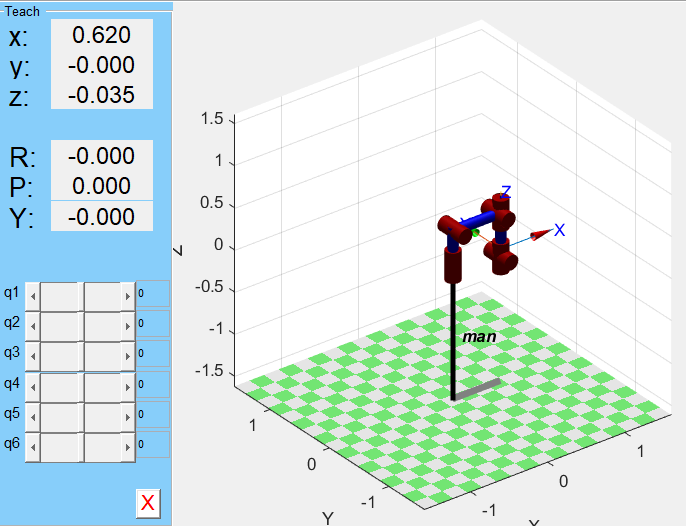 Teach
x: 0.620
y: -0.000
z: -0.035
R: -0.000
P: 0.000
Y: -0.000
q1 0
q2 0
q3 0
q4 0
q5 0
q6 0
X
1.5
1
0.5
0
-0.5
-1
-1.5
Z
Z
X
man
1
0
-1
Y
-1
0
1
X